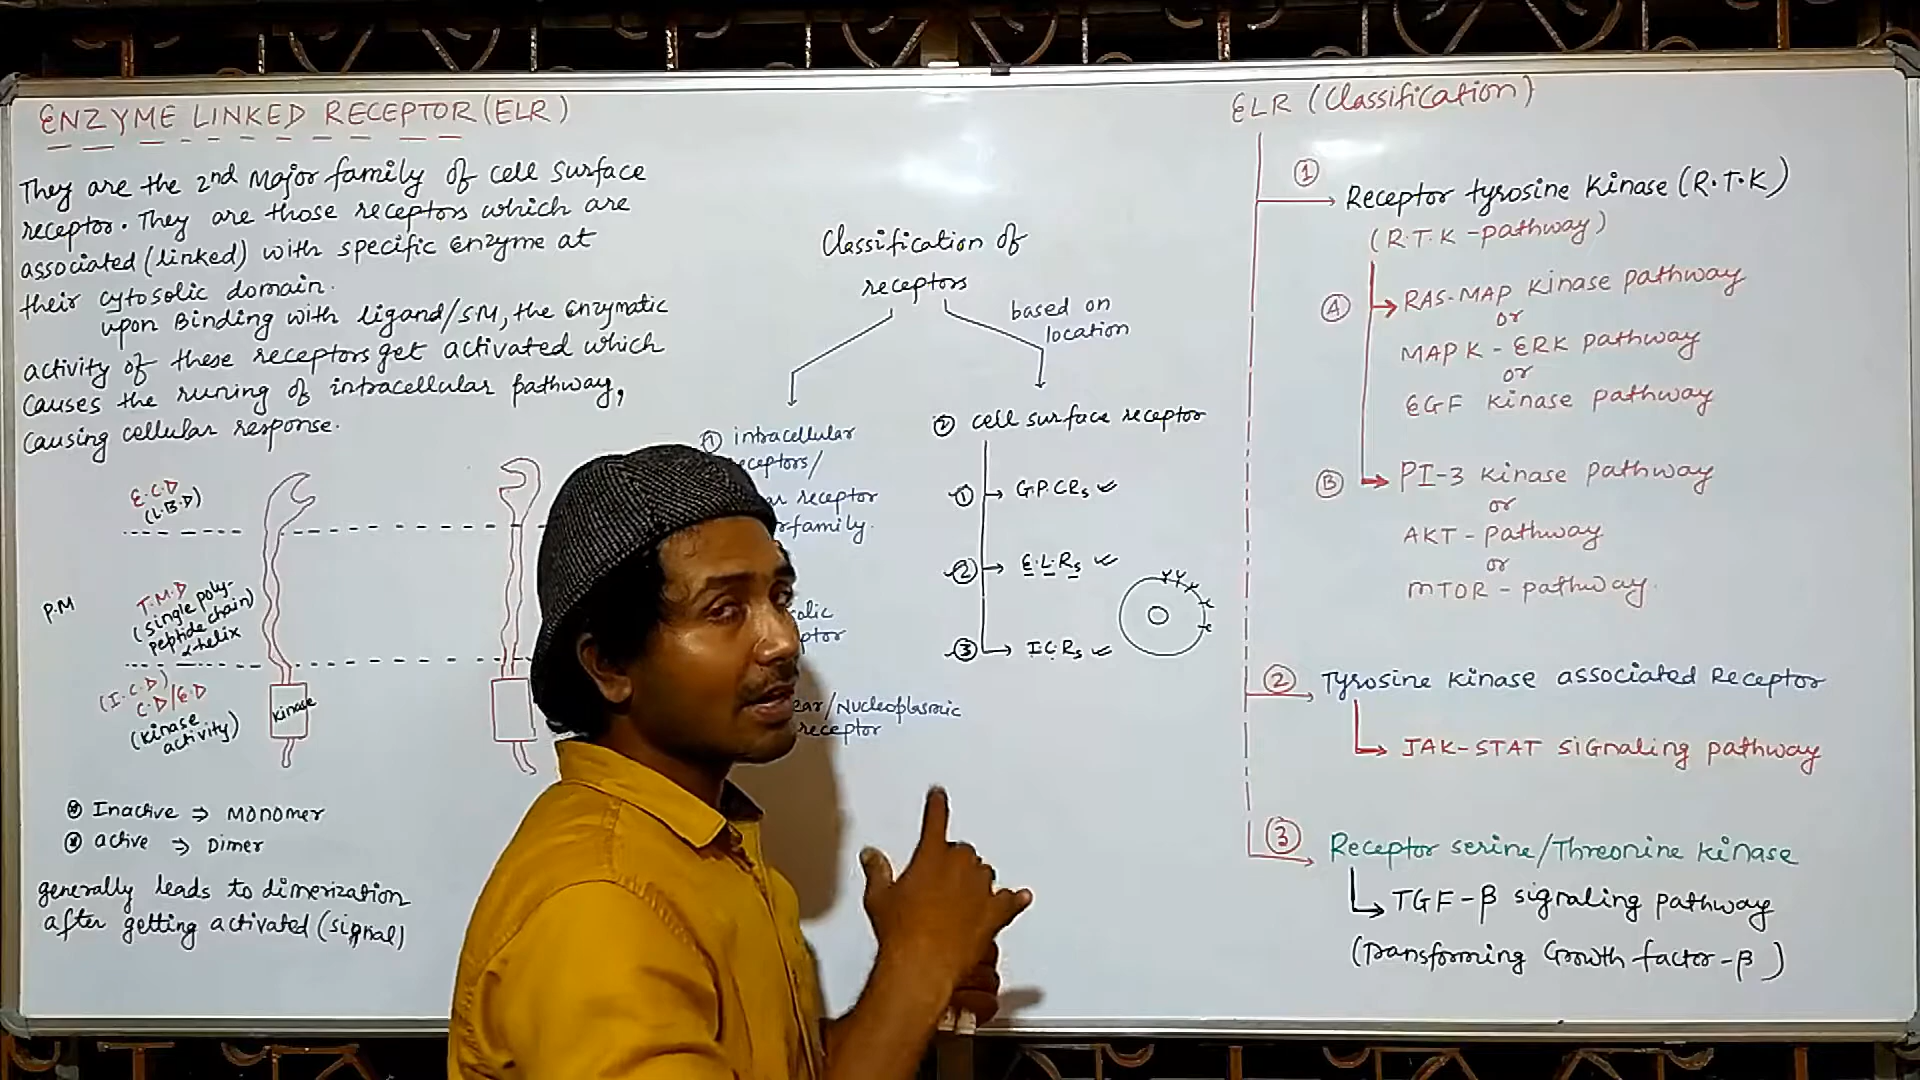 ENZYME LINKED RECEPTOR (ELR)
They are the 2nd Major family of cell surface
receptor. They are those receptors which are
associated (linked) with specific enzyme at
their cytosolic domain.
upon Binding with ligand/SM, the enzymatic
activity of these receptors get activated which
causes the runing of intracellular pathway,
causing cellular response.
E.C.D
(L.B.D)
P.M
T.M.D
(single poly-
peptide chain)
α-helix
(I.C.D)
C.D/E.D
(kinase
activity)
kinase
Inactive ⇒ Monomer
active ⇒ Dimer
generally leads to dimerization
after getting activated (signal)
Classification of
receptors
based on
location
① intracellular
receptors/
receptor
family.
② cell surface receptor
① → G.P.CRs ✓
② → E.L.Rs ✓
③ → I.C.Rs ✓
/Nucleoplasmic
receptor
ELR (Classification)
① Receptor tyrosine kinase (R.T.K)
(R.T.K - pathway)
Ⓐ → RAS-MAP kinase pathway
or
MAPK - ERK pathway
or
EGF kinase pathway
Ⓑ → PI-3 kinase pathway
or
AKT - pathway
or
mTOR - pathway.
② Tyrosine kinase associated Receptor
JAK-STAT signaling pathway
③ Receptor serine/Threonine kinase
TGF-β signaling pathway
(Transforming Growth factor-β)